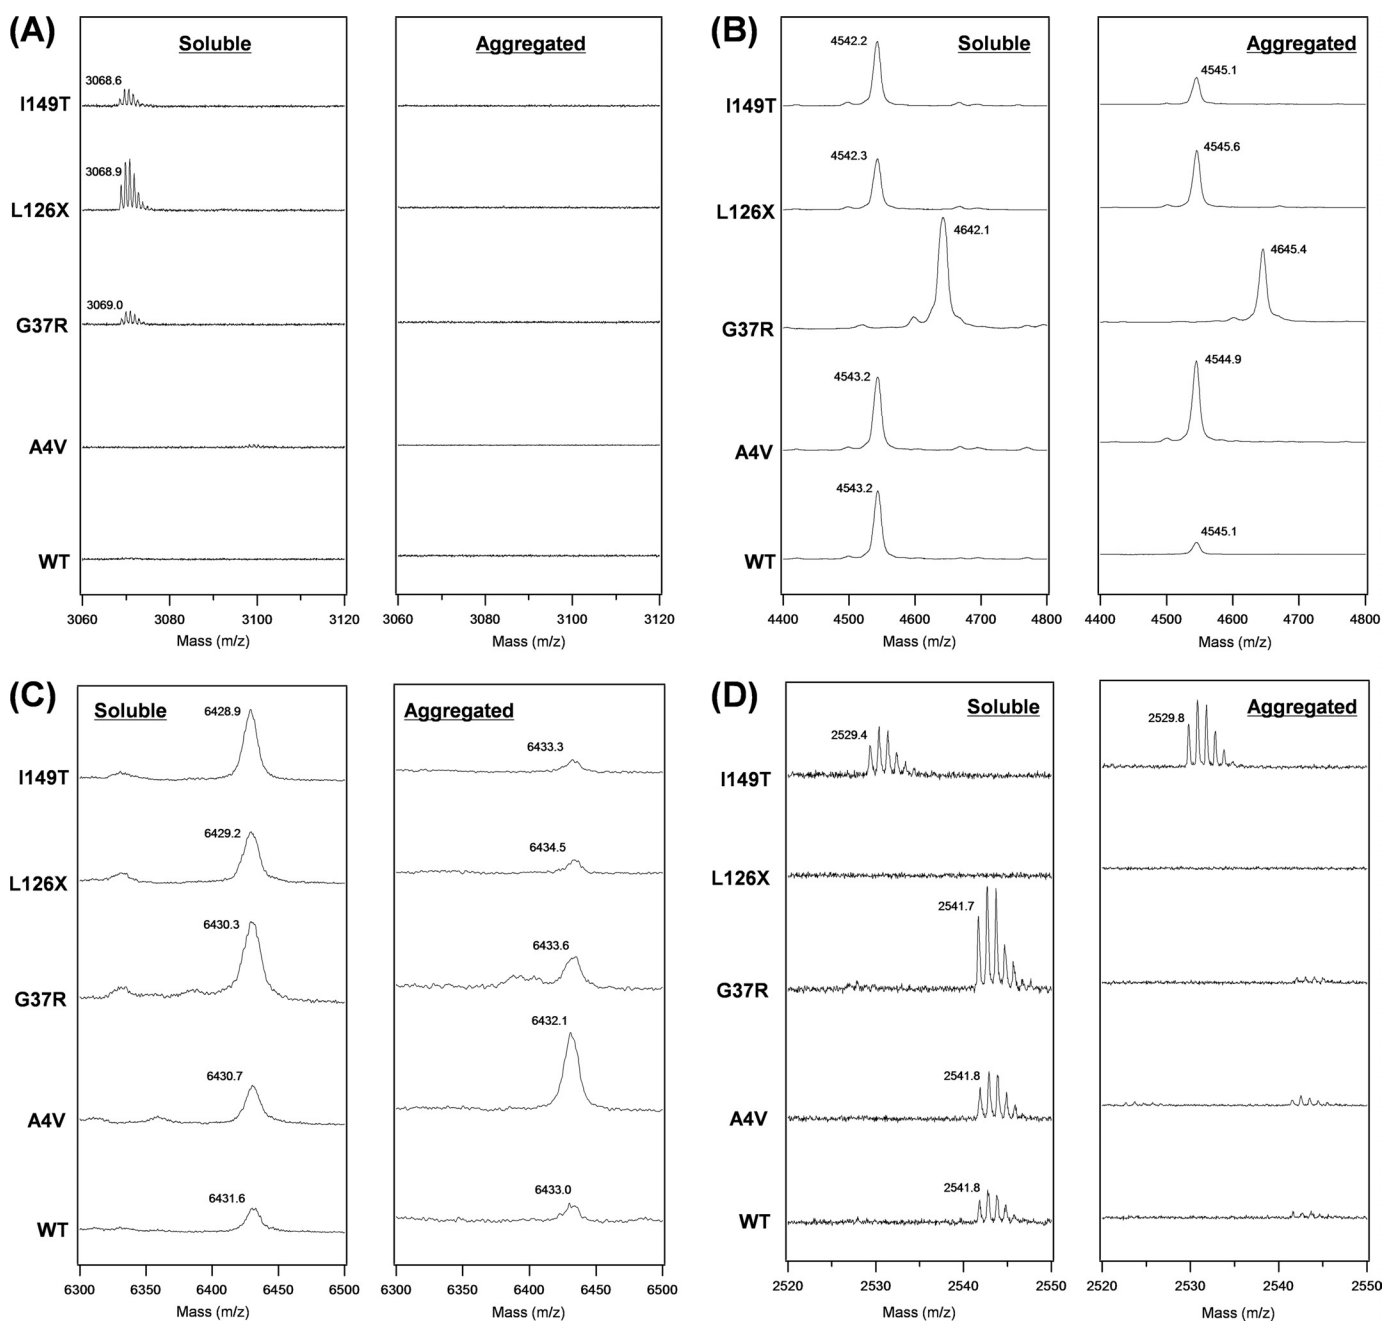 (A)
Soluble
Aggregated
I149T
3068.6
L126X
3068.9
G37R
3069.0
A4V
WT
3060 3080 3100 3120
Mass (m/z)
3060 3080 3100 3120
Mass (m/z)
(B)
Soluble
Aggregated
I149T
4542.2
4545.1
L126X
4542.3
4545.6
G37R
4642.1
4645.4
A4V
4543.2
4544.9
WT
4543.2
4545.1
4400 4500 4600 4700 4800
Mass (m/z)
4400 4500 4600 4700 4800
Mass (m/z)
(C)
Soluble
Aggregated
I149T
6428.9
6433.3
L126X
6429.2
6434.5
G37R
6430.3
6433.6
A4V
6430.7
6432.1
WT
6431.6
6433.0
6300 6350 6400 6450 6500
Mass (m/z)
6300 6350 6400 6450 6500
Mass (m/z)
(D)
Soluble
Aggregated
I149T
2529.4
2529.8
L126X
G37R
2541.7
A4V
2541.8
WT
2541.8
2520 2530 2540 2550
Mass (m/z)
2520 2530 2540 2550
Mass (m/z)